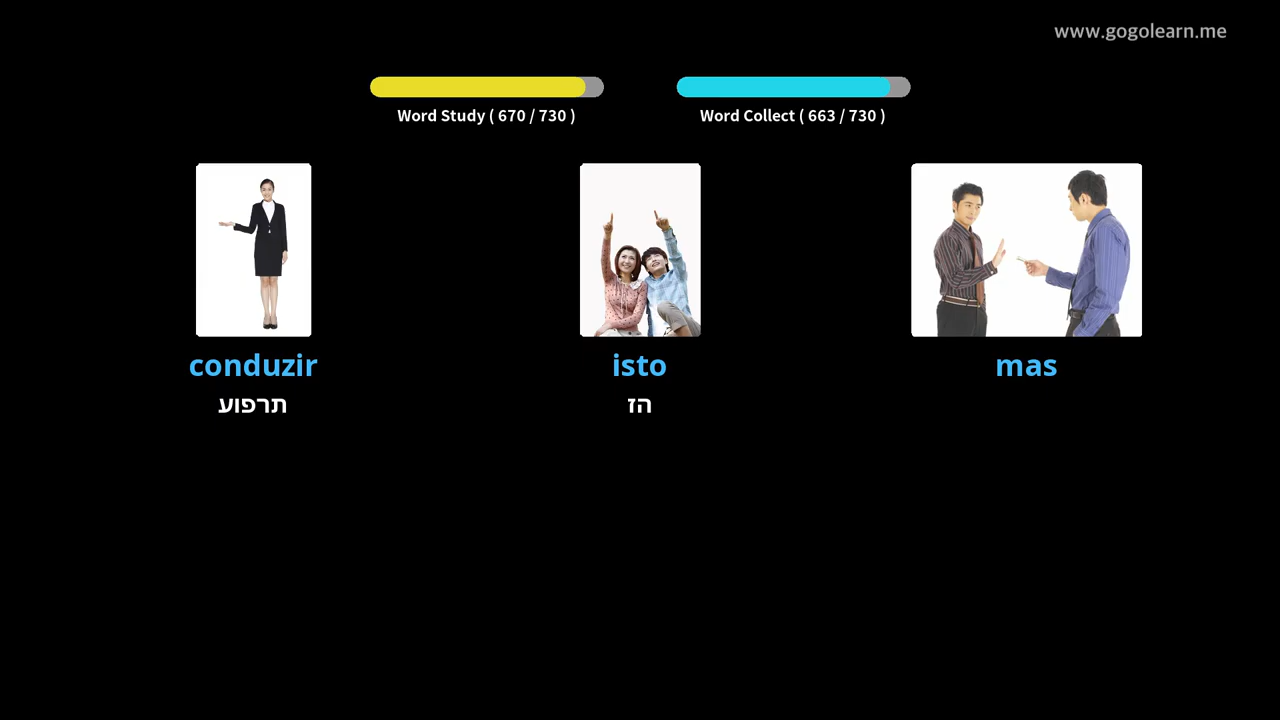 www.gogolearn.me
Word Study ( 670 / 730 )
Word Collect ( 663 / 730 )
conduzir
תרפוע
isto
הז
mas